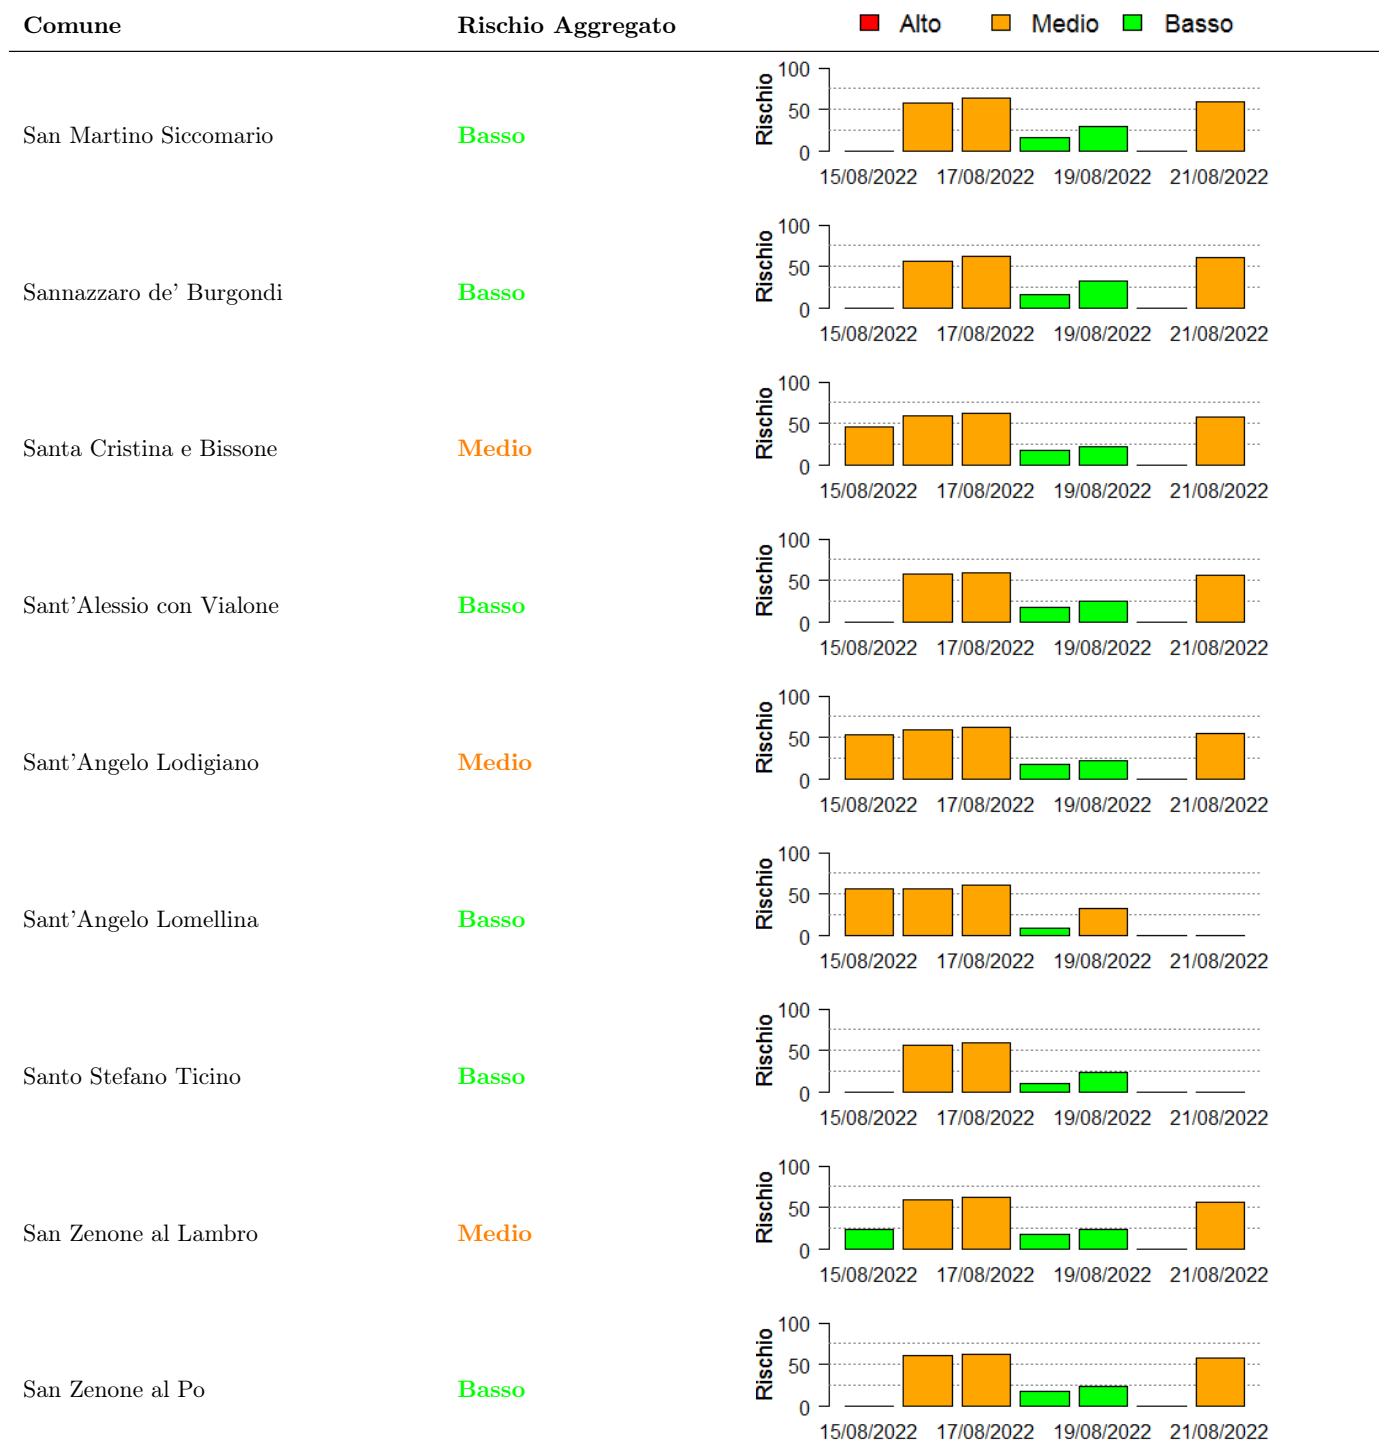 Comune Rischio Aggregato Alto Medio Basso
San Martino Siccomario Basso
Rischio
100
50
0
15/08/2022 17/08/2022 19/08/2022 21/08/2022
Sannazzaro de' Burgondi Basso
Rischio
100
50
0
15/08/2022 17/08/2022 19/08/2022 21/08/2022
Santa Cristina e Bissone Medio
Rischio
100
50
0
15/08/2022 17/08/2022 19/08/2022 21/08/2022
Sant'Alessio con Vialone Basso
Rischio
100
50
0
15/08/2022 17/08/2022 19/08/2022 21/08/2022
Sant'Angelo Lodigiano Medio
Rischio
100
50
0
15/08/2022 17/08/2022 19/08/2022 21/08/2022
Sant'Angelo Lomellina Basso
Rischio
100
50
0
15/08/2022 17/08/2022 19/08/2022 21/08/2022
Santo Stefano Ticino Basso
Rischio
100
50
0
15/08/2022 17/08/2022 19/08/2022 21/08/2022
San Zenone al Lambro Medio
Rischio
100
50
0
15/08/2022 17/08/2022 19/08/2022 21/08/2022
San Zenone al Po Basso
Rischio
100
50
0
15/08/2022 17/08/2022 19/08/2022 21/08/2022